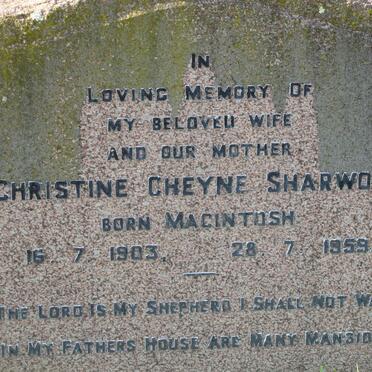 IN
LOVING MEMORY OF
MY BELOVED WIFE
AND OUR MOTHER
CHRISTINE CHEYNE SHARWO
BORN MACINTOSH
16 7 1903. 28 7 1959
THE LORD IS MY SHEPHERD I SHALL NOT WA
IN MY FATHERS HOUSE ARE MANY MANSIO